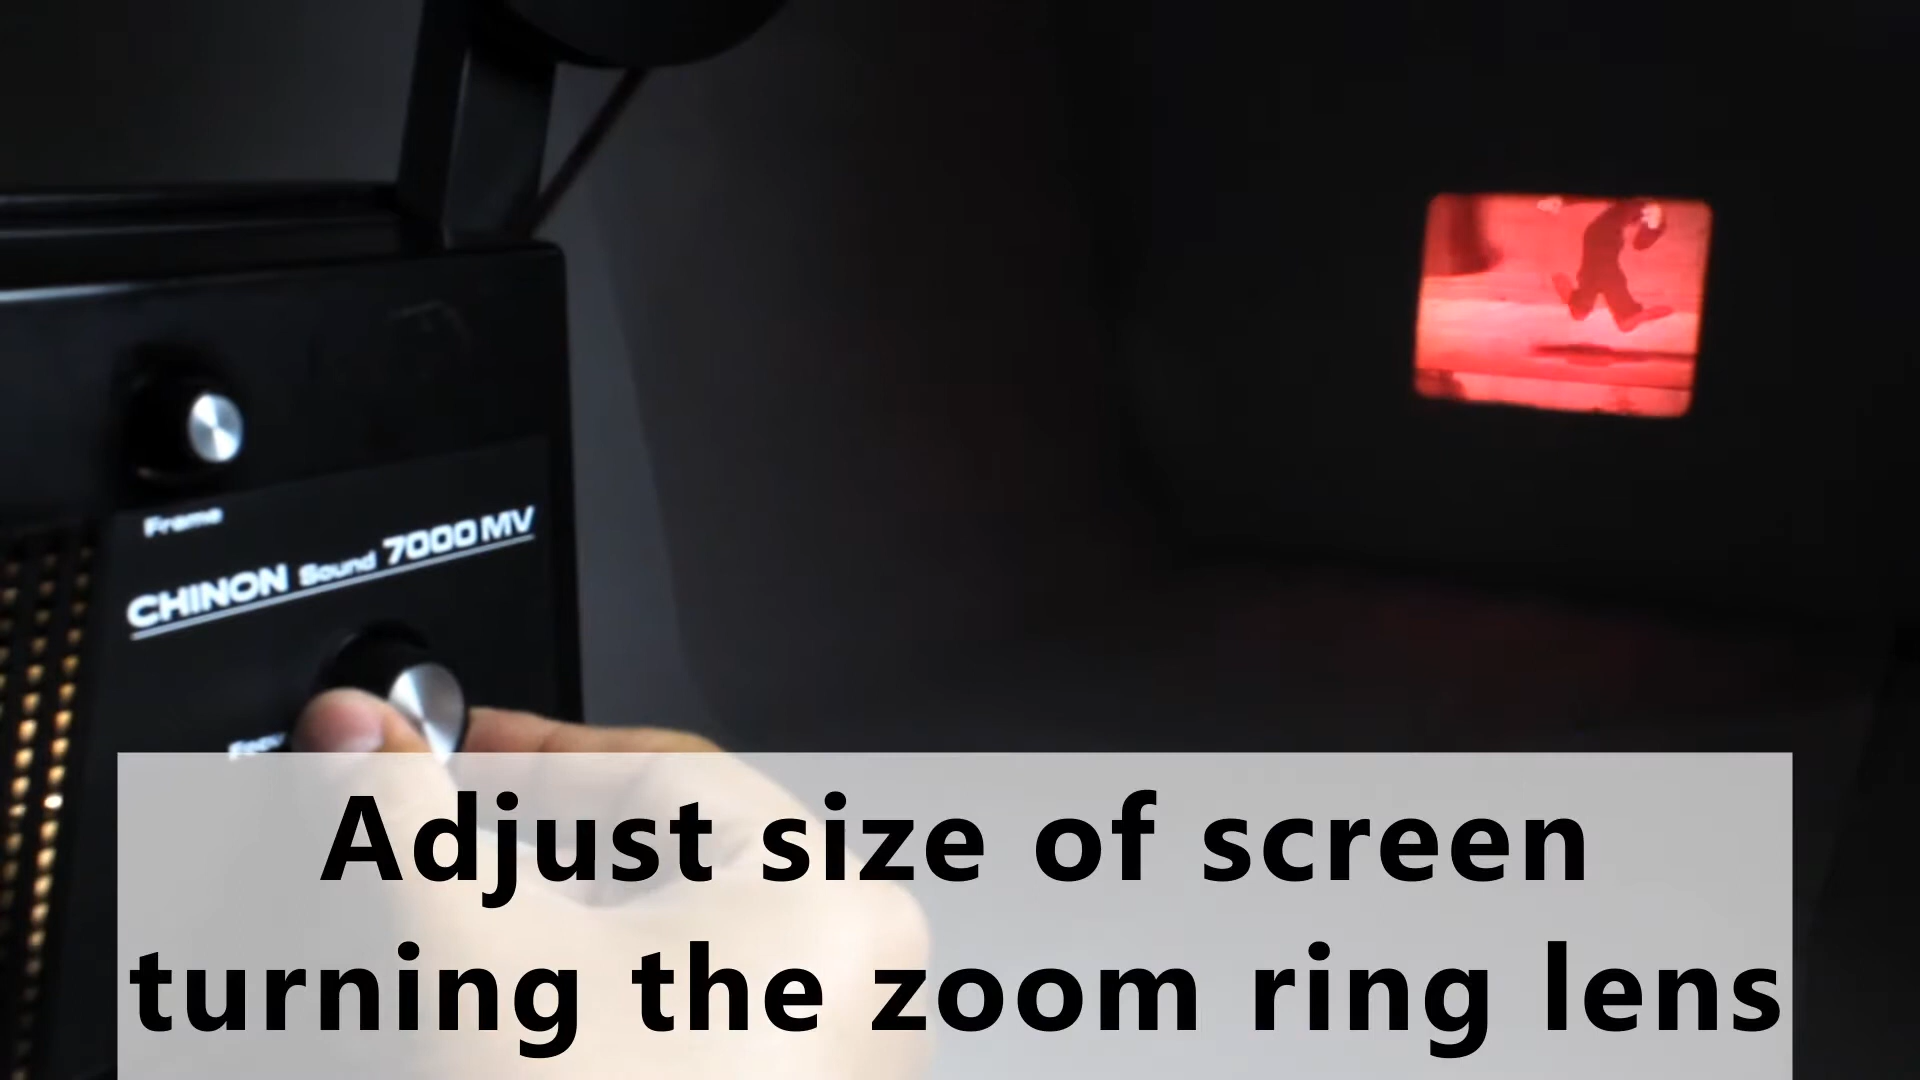 Frame
CHINON Sound 7000 MV
Adjust size of screen
turning the zoom ring lens